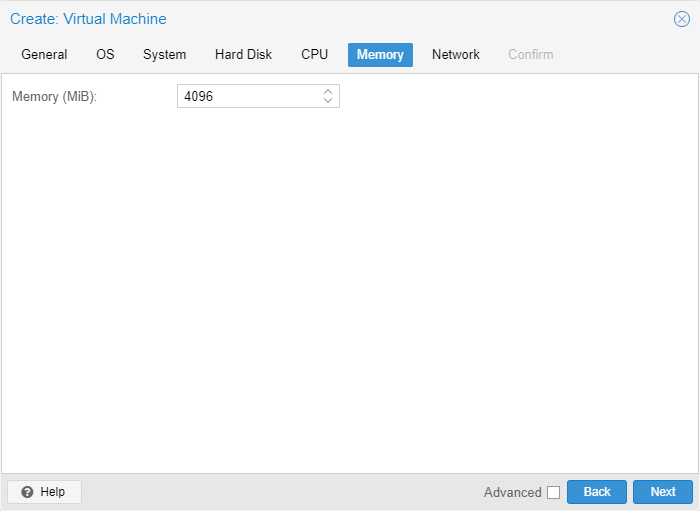 Create: Virtual Machine
General OS System Hard Disk CPU Memory Network Confirm
Memory (MiB): 4096
Help Advanced Back Next